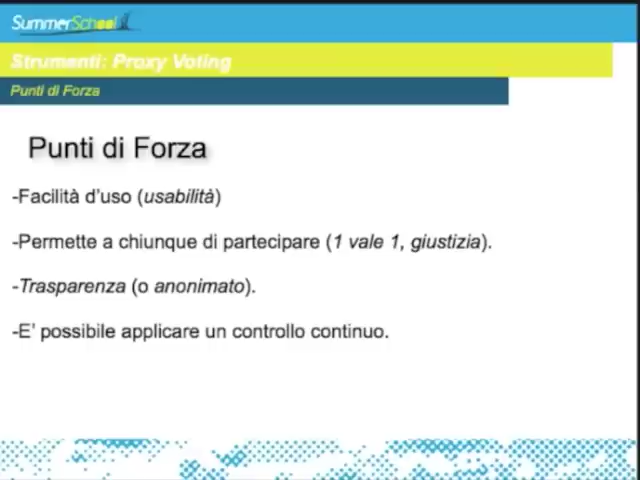 SummerSchool
Strumenti: Proxy Voting
Punti di Forza
Punti di Forza
-Facilità d'uso (usabilità)
-Permette a chiunque di partecipare (1 vale 1, giustizia).
-Trasparenza (o anonimato).
-E' possibile applicare un controllo continuo.